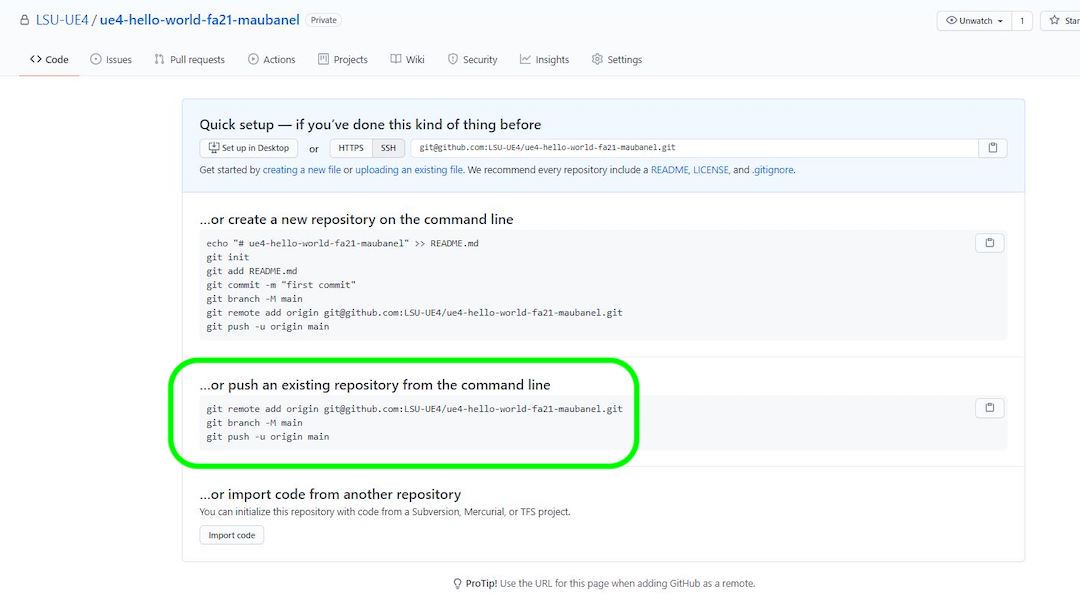 LSU-UE4 / ue4-hello-world-fa21-maubanel Private
Unwatch 1 Star
Code Issues Pull requests Actions Projects Wiki Security Insights Settings
Quick setup — if you've done this kind of thing before
Set up in Desktop or HTTPS SSH git@github.com:LSU-UE4/ue4-hello-world-fa21-maubanel.git
Get started by creating a new file or uploading an existing file. We recommend every repository include a README, LICENSE, and .gitignore.
...or create a new repository on the command line
echo "# ue4-hello-world-fa21-maubanel" >> README.md
git init
git add README.md
git commit -m "first commit"
git branch -M main
git remote add origin git@github.com:LSU-UE4/ue4-hello-world-fa21-maubanel.git
git push -u origin main
...or push an existing repository from the command line
git remote add origin git@github.com:LSU-UE4/ue4-hello-world-fa21-maubanel.git
git branch -M main
git push -u origin main
...or import code from another repository
You can initialize this repository with code from a Subversion, Mercurial, or TFS project.
Import code
ProTip! Use the URL for this page when adding GitHub as a remote.